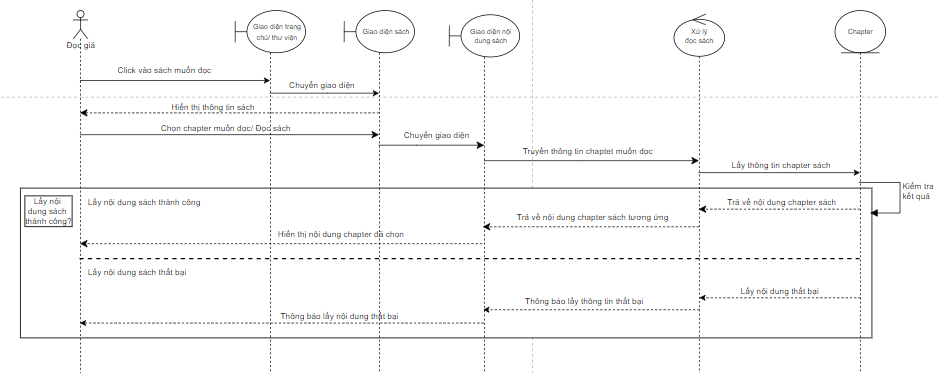 Giao diện trang
chủ/ thư viện
Giao diện sách
Giao diện nội
dung sách
Xử lý
đọc sách
Chapter
Đọc giả
Click vào sách muốn đọc
Chuyển giao diện
Hiển thị thông tin sách
Chọn chapter muốn đọc/ Đọc sách
Chuyển giao diện
Truyền thông tin chaptet muốn đọc
Lấy thông tin chapter sách
Kiểm tra
kết quả
Lấy nội
dung sách
thành công?
Lấy nội dung sách thành công
Trả về nội dung chapter sách
Trả về nội dung chapter sách tương ứng
Hiển thị nội dung chapter đã chọn
Lấy nội dung sách thất bại
Lấy nội dung thất bại
Thông báo lấy thông tin thất bại
Thông báo lấy nội dung thất bại